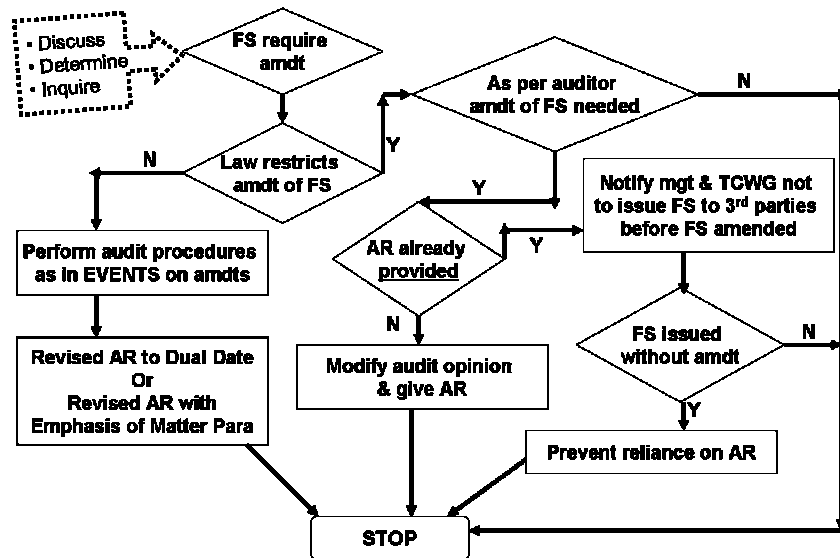 • Discuss
• Determine
• Inquire
FS require
amdt
As per auditor
amdt of FS needed
N
Law restricts
amdt of FS
Y
N
Y
Notify mgt & TCWG not
to issue FS to 3rd parties
before FS amended
Perform audit procedures
as in EVENTS on amdts
AR already
provided
Y
N
FS issued
without amdt
N
Revised AR to Dual Date
Or
Revised AR with
Emphasis of Matter Para
Modify audit opinion
& give AR
Y
Prevent reliance on AR
STOP